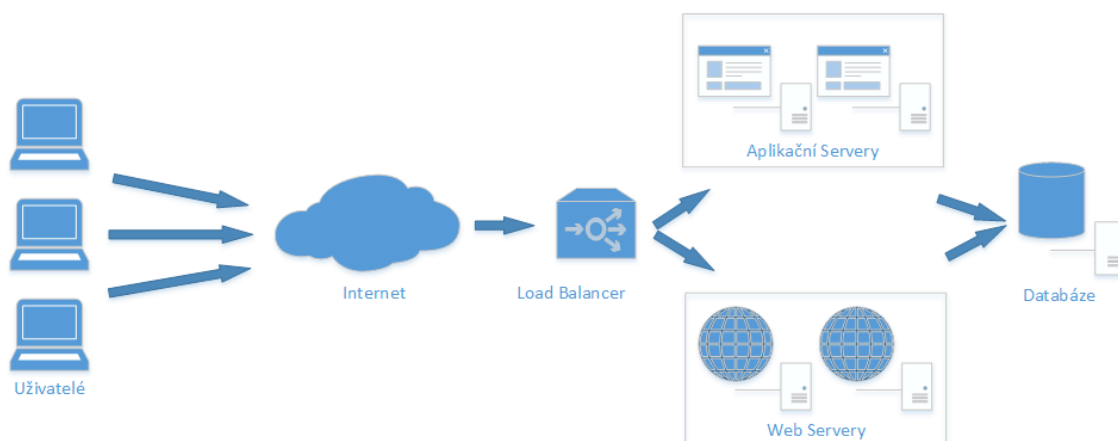 Aplikační Servery
Internet
Load Balancer
Databáze
Uživatelé
Web Servery